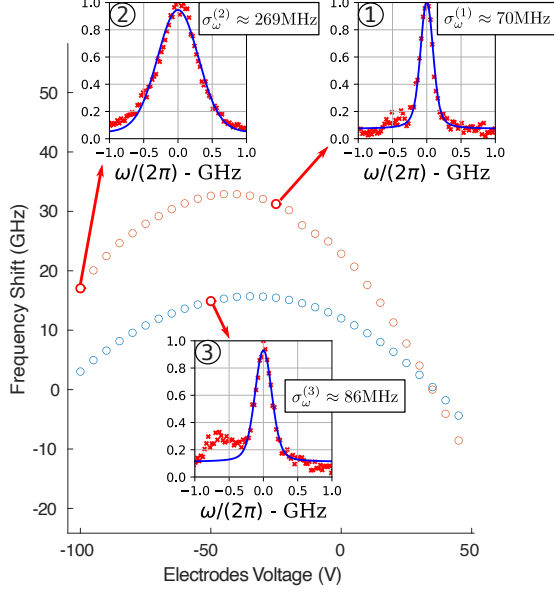 ②
σ_ω^(2) ≈ 269MHz
1.0
0.8
0.6
0.4
0.2
0.0
−1.0 −0.5 0.0 0.5 1.0
ω/(2π) - GHz
①
σ_ω^(1) ≈ 70MHz
1.0
0.8
0.6
0.4
0.2
0.0
−1.0 −0.5 0.0 0.5 1.0
ω/(2π) - GHz
Frequency Shift (GHz)
50
40
30
20
10
0
-10
-20
③
σ_ω^(3) ≈ 86MHz
1.0
0.8
0.6
0.4
0.2
0.0
−1.0 −0.5 0.0 0.5 1.0
ω/(2π) - GHz
-100 -50 0 50
Electrodes Voltage (V)